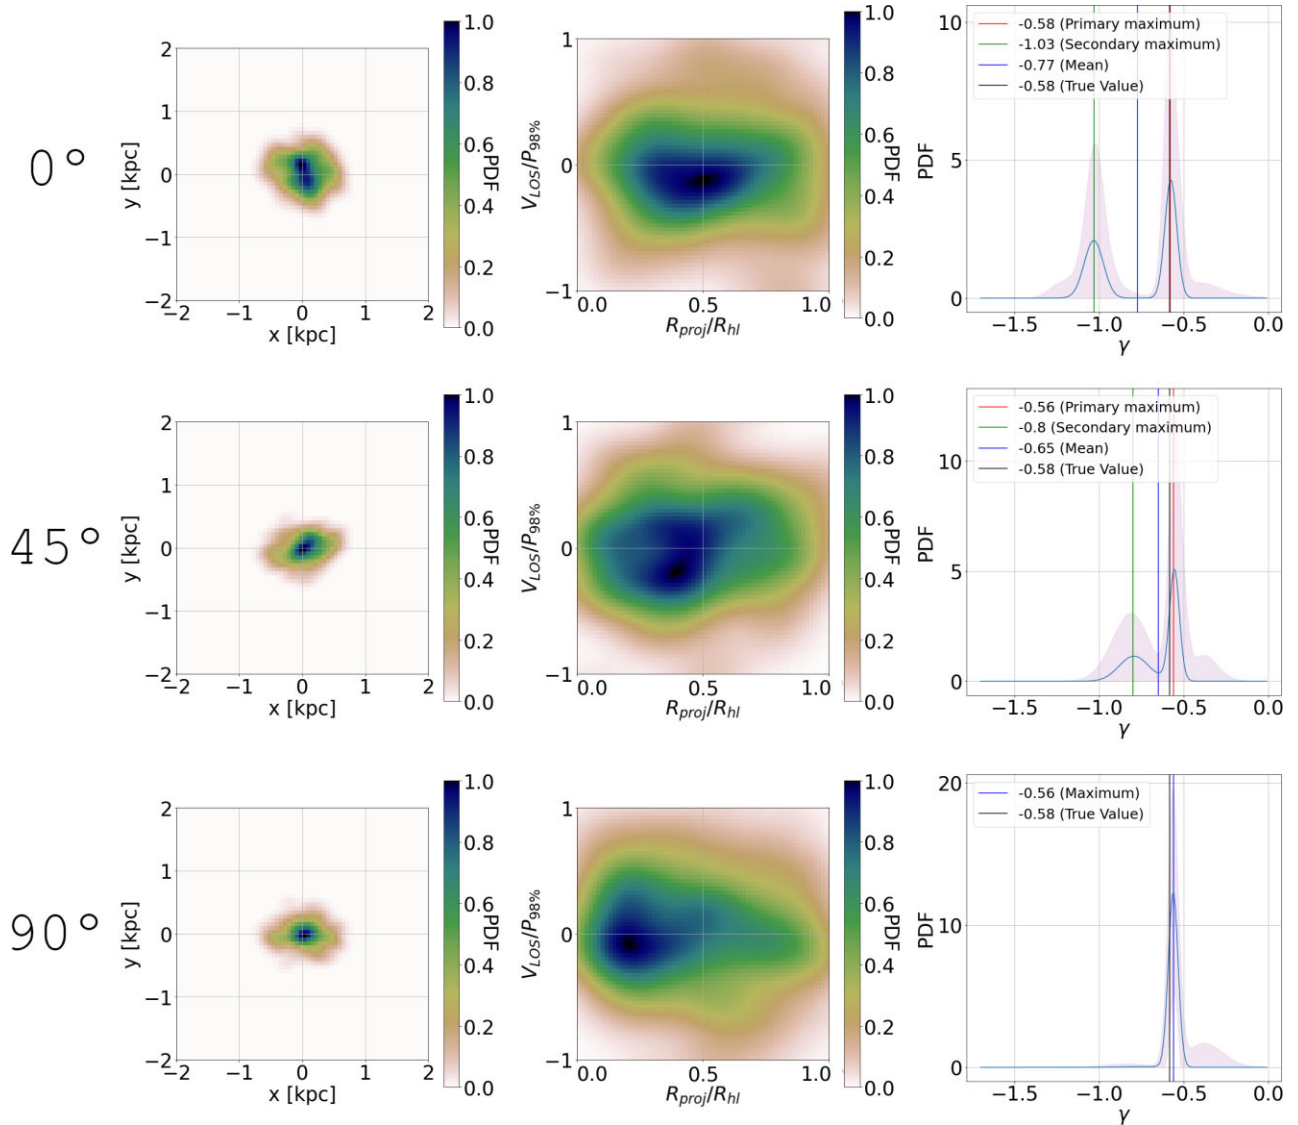 0°
2
1
0
−1
−2
y [kpc]
−2 −1 0 1 2
x [kpc]
1.0
0.8
0.6
0.4
0.2
0.0
PDF
1
0
−1
V_LOS/P_98%
0.0 0.5 1.0
R_proj/R_hl
1.0
0.8
0.6
0.4
0.2
0.0
PDF
10
5
0
PDF
-0.58 (Primary maximum)
-1.03 (Secondary maximum)
-0.77 (Mean)
-0.58 (True Value)
−1.5 −1.0 −0.5 0.0
γ
45°
2
1
0
−1
−2
y [kpc]
−2 −1 0 1 2
x [kpc]
1.0
0.8
0.6
0.4
0.2
0.0
PDF
1
0
−1
V_LOS/P_98%
0.0 0.5 1.0
R_proj/R_hl
1.0
0.8
0.6
0.4
0.2
0.0
PDF
10
5
0
PDF
-0.56 (Primary maximum)
-0.8 (Secondary maximum)
-0.65 (Mean)
-0.58 (True Value)
−1.5 −1.0 −0.5 0.0
γ
90°
2
1
0
−1
−2
y [kpc]
−2 −1 0 1 2
x [kpc]
1.0
0.8
0.6
0.4
0.2
0.0
PDF
1
0
−1
V_LOS/P_98%
0.0 0.5 1.0
R_proj/R_hl
1.0
0.8
0.6
0.4
0.2
0.0
PDF
20
10
0
PDF
-0.56 (Maximum)
-0.58 (True Value)
−1.5 −1.0 −0.5 0.0
γ